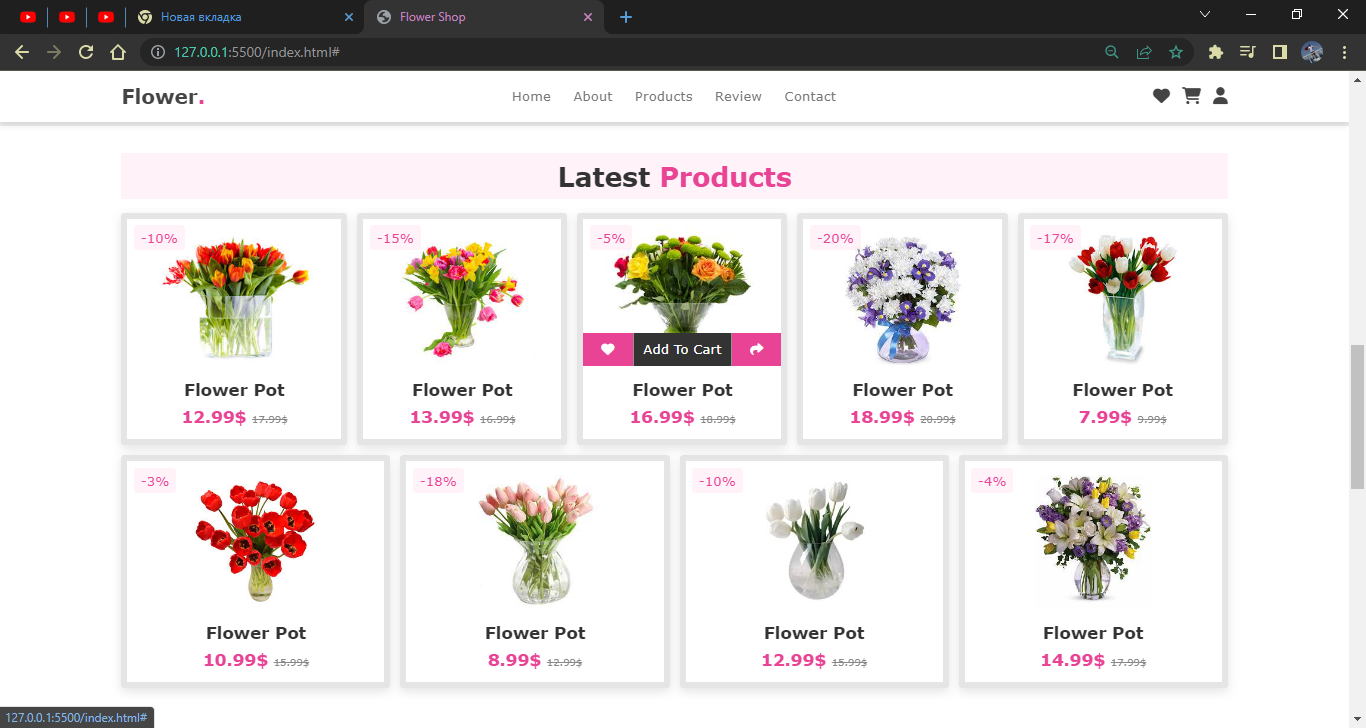 Новая вкладка
Flower Shop
127.0.0.1:5500/index.html#
Flower.
Home About Products Review Contact
Latest Products
-10% -15% -5% -20% -17%
Add To Cart
Flower Pot Flower Pot Flower Pot Flower Pot Flower Pot
12.99$ 17.99$ 13.99$ 16.99$ 16.99$ 18.99$ 18.99$ 20.99$ 7.99$ 9.99$
-3% -18% -10% -4%
Flower Pot Flower Pot Flower Pot Flower Pot
10.99$ 15.99$ 8.99$ 12.99$ 12.99$ 15.99$ 14.99$ 17.99$
127.0.0.1:5500/index.html#